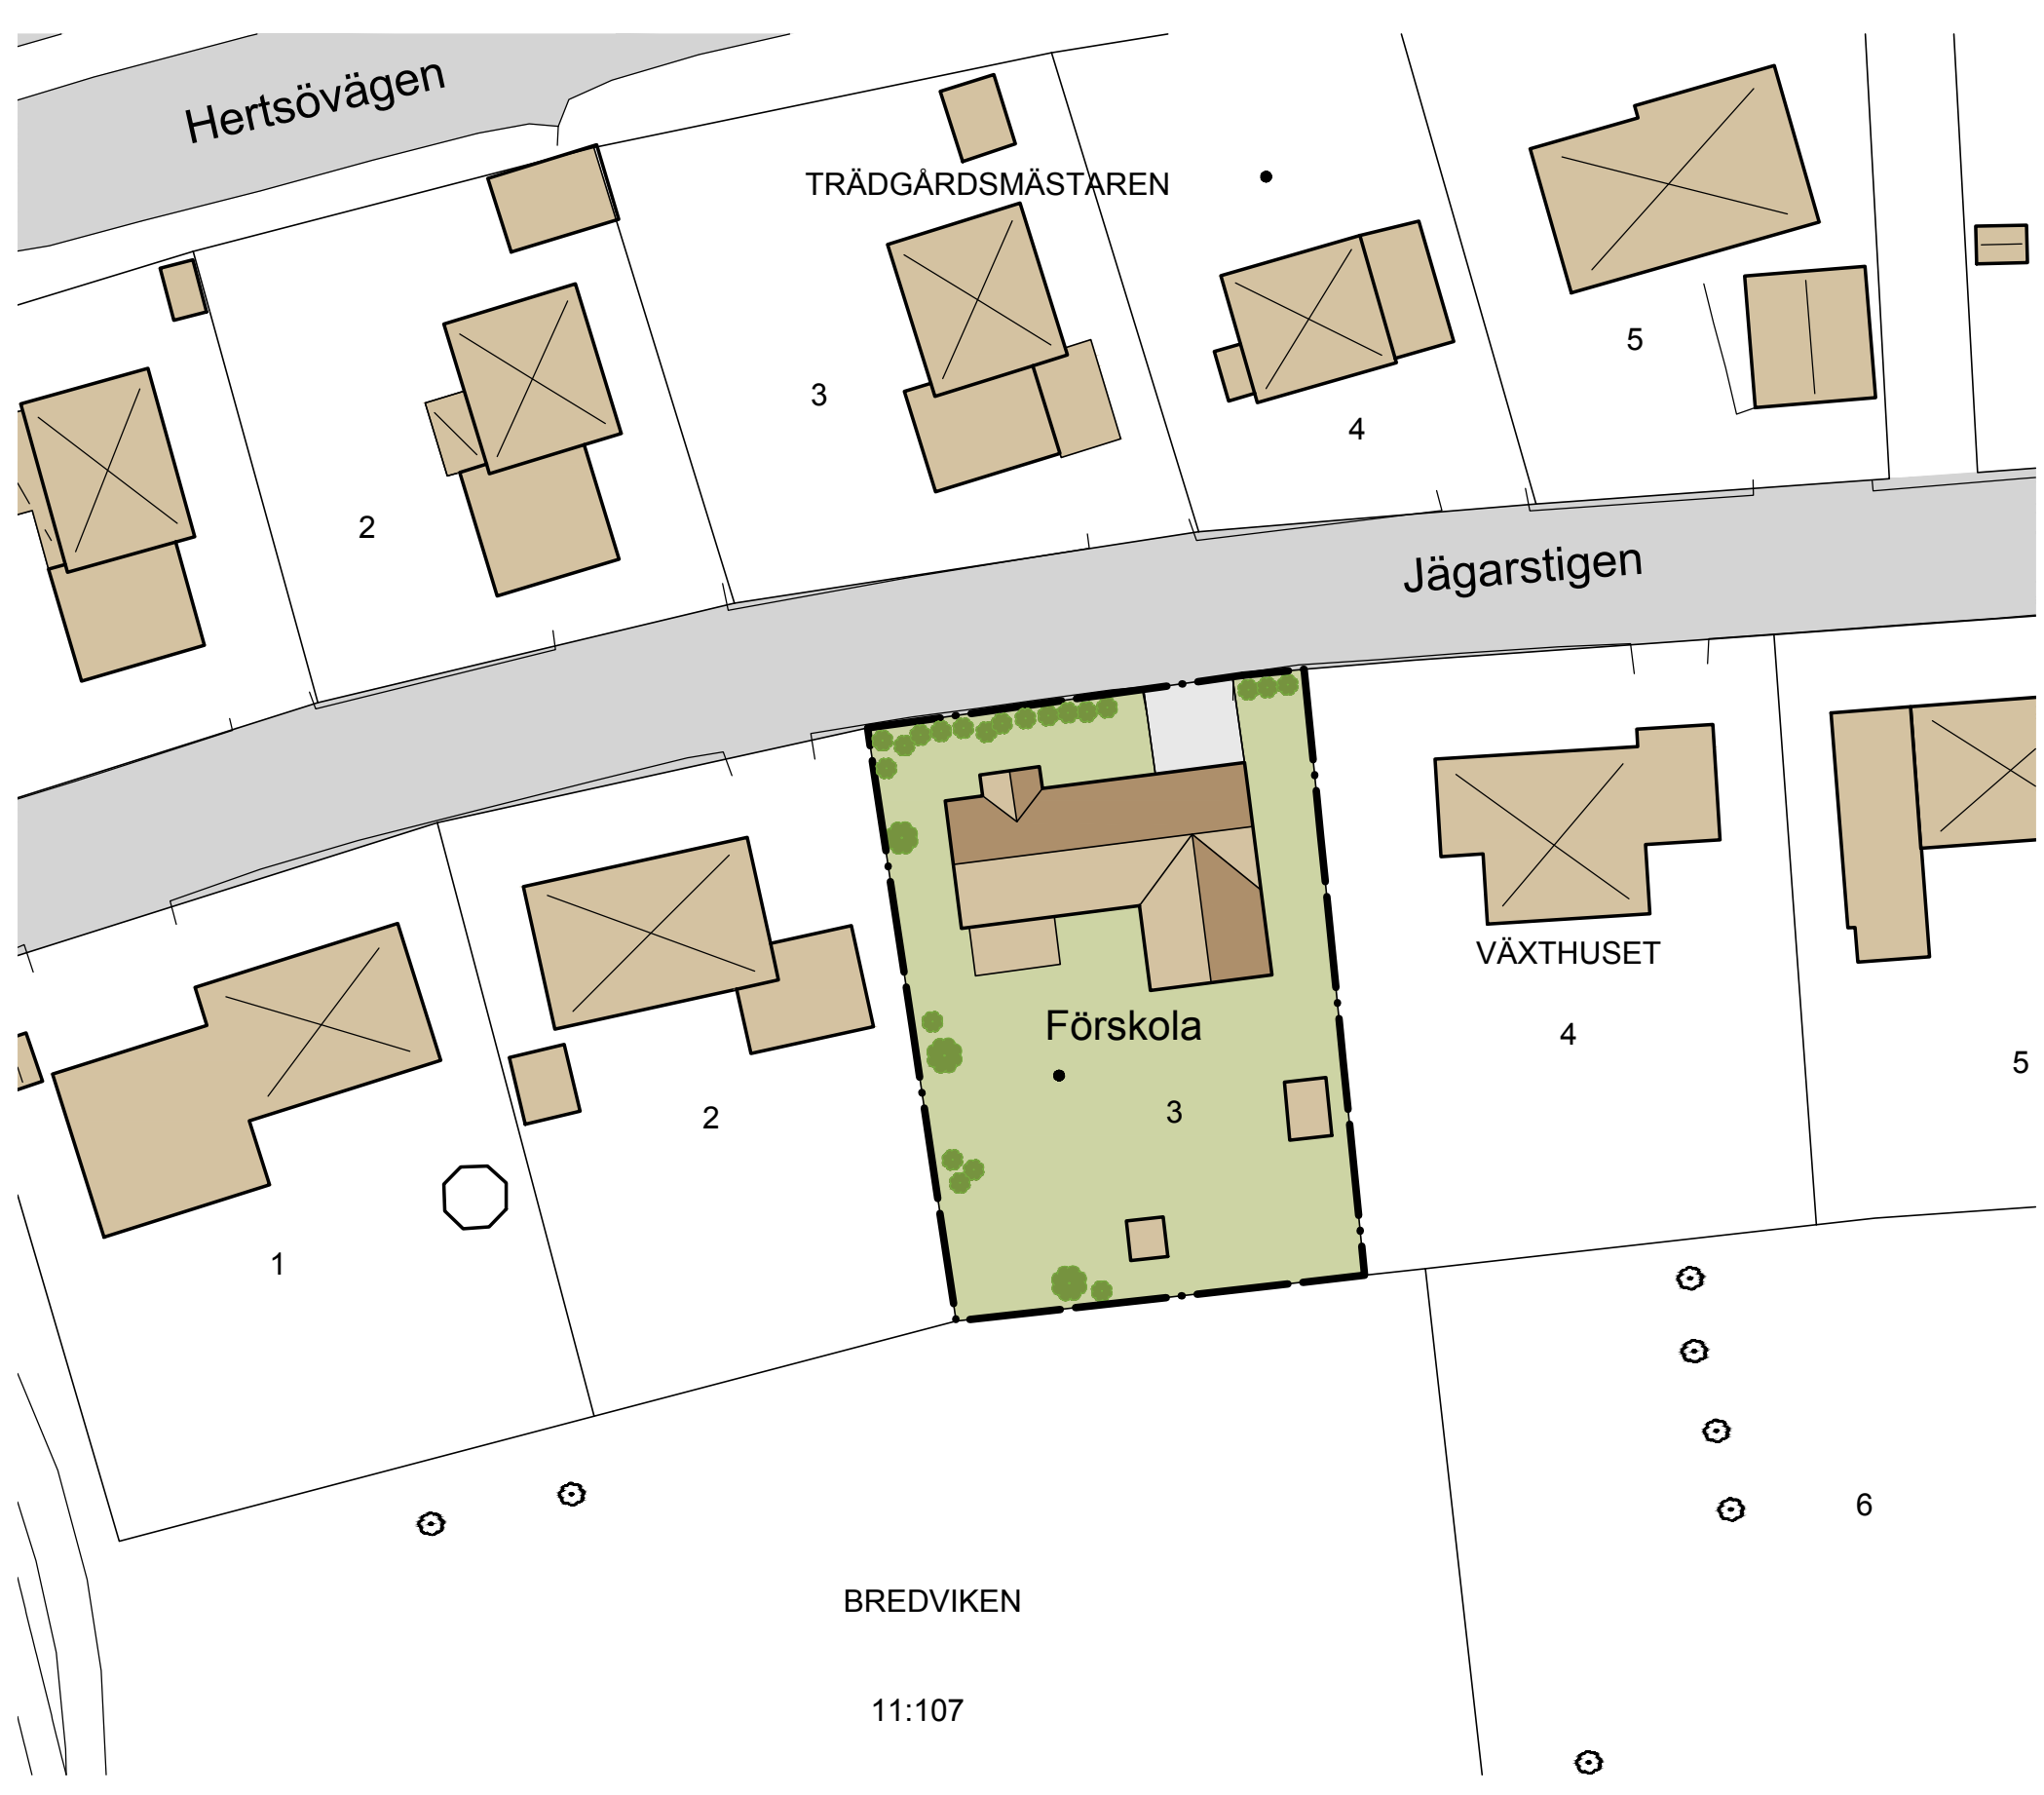 Hertsövägen
TRÄDGÅRDSMÄSTAREN
5
3
4
2
Jägarstigen
VÄXTHUSET
Förskola
4
5
3
2
1
6
BREDVIKEN
11:107